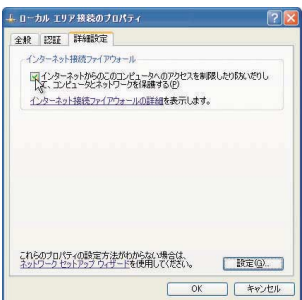 ローカル エリア接続のプロパティ
全般 認証 詳細設定
インターネット接続ファイアウォール
インターネットからのこのコンピュータへのアクセスを制限したり防いだりし
て、コンピュータとネットワークを保護する(P)
インターネット接続ファイアウォールの詳細を表示します。
これらのプロパティの設定方法がわからない場合は、
ネットワーク セットアップ ウィザードを使用してください。
設定(G)...
OK キャンセル